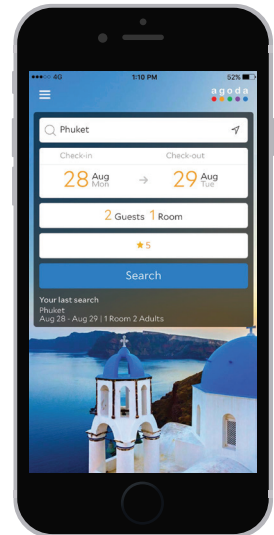 4G 1:10 PM 52%
agoda
Phuket
Check-in Check-out
28 Aug Mon → 29 Aug Tue
2 Guests 1 Room
★5
Search
Your last search
Phuket
Aug 28 - Aug 29 | 1 Room 2 Adults